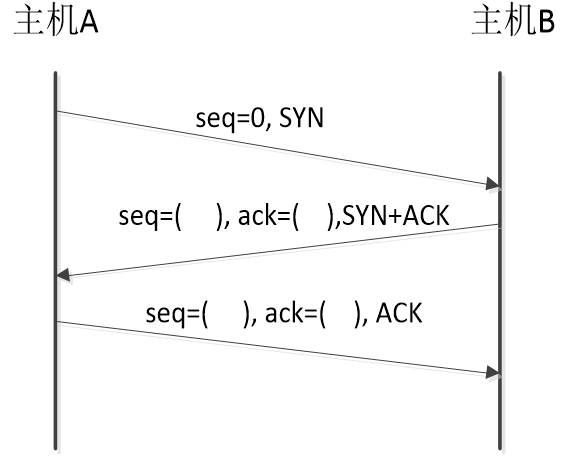 主机A
主机B
seq=0, SYN
seq=(    ), ack=(   ),SYN+ACK
seq=(    ), ack=(   ), ACK